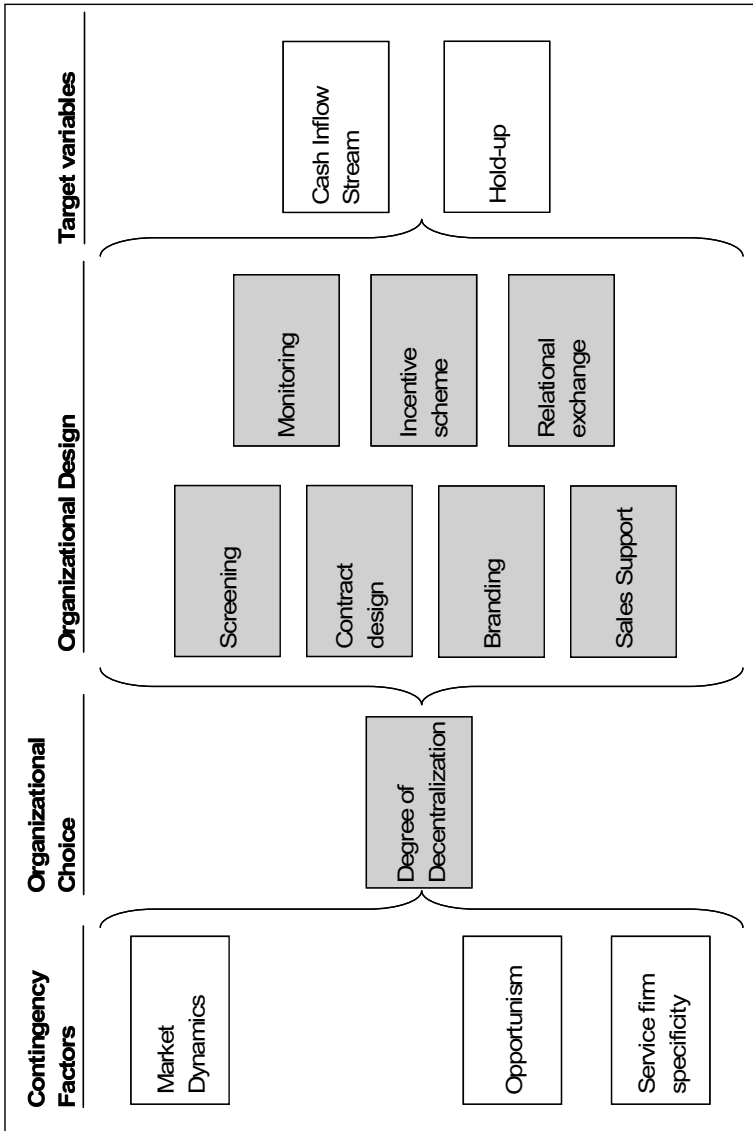 Contingency
Factors
Organizational
Choice
Organizational Design
Target variables
Market
Dynamics
Opportunism
Service firm
specificity
Degree of
Decentralization
Screening
Contract
design
Branding
Sales Support
Monitoring
Incentive
scheme
Relational
exchange
Cash Inflow
Stream
Hold-up